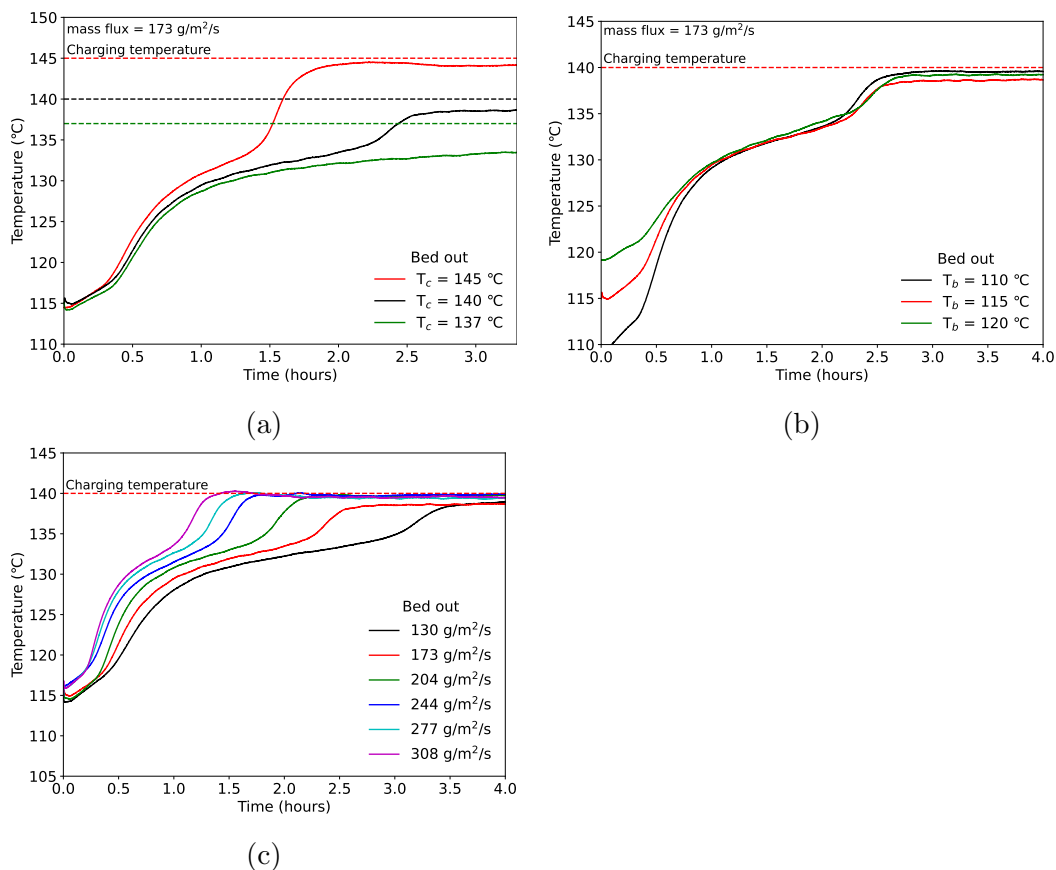 mass flux = 173 g/m²/s
Charging temperature
Temperature (℃)
150
145
140
135
130
125
120
115
110
0.0 0.5 1.0 1.5 2.0 2.5 3.0
Time (hours)
Bed out
T_c = 145 ℃
T_c = 140 ℃
T_c = 137 ℃
(a)
mass flux = 173 g/m²/s
Charging temperature
Temperature (℃)
140
135
130
125
120
115
110
0.0 0.5 1.0 1.5 2.0 2.5 3.0 3.5 4.0
Time (hours)
Bed out
T_b = 110 ℃
T_b = 115 ℃
T_b = 120 ℃
(b)
Charging temperature
Temperature (℃)
145
140
135
130
125
120
115
110
105
0.0 0.5 1.0 1.5 2.0 2.5 3.0 3.5 4.0
Time (hours)
Bed out
130 g/m²/s
173 g/m²/s
204 g/m²/s
244 g/m²/s
277 g/m²/s
308 g/m²/s
(c)